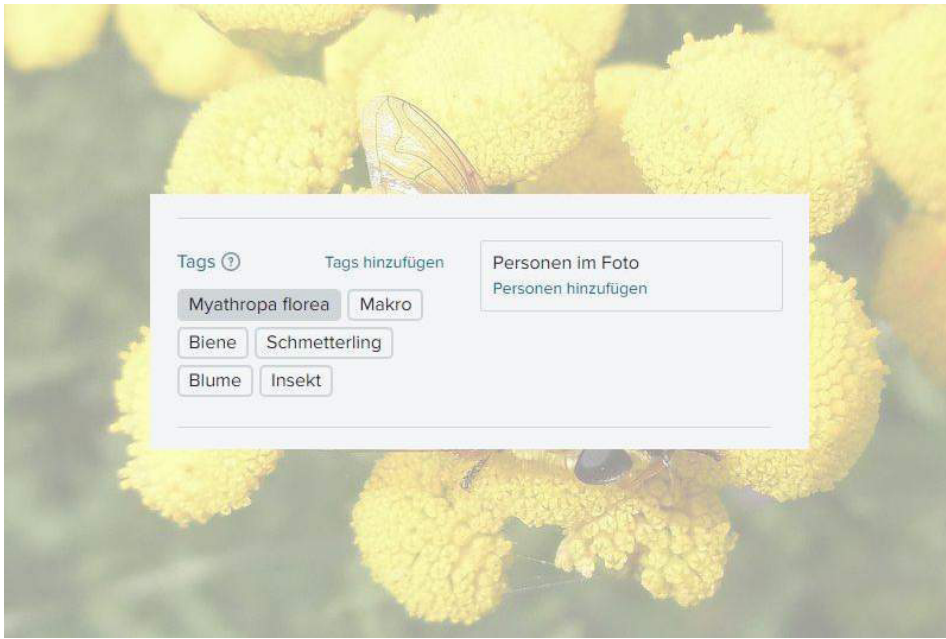 Tags ? Tags hinzufügen
Myathropa florea Makro
Biene Schmetterling
Blume Insekt
Personen im Foto
Personen hinzufügen